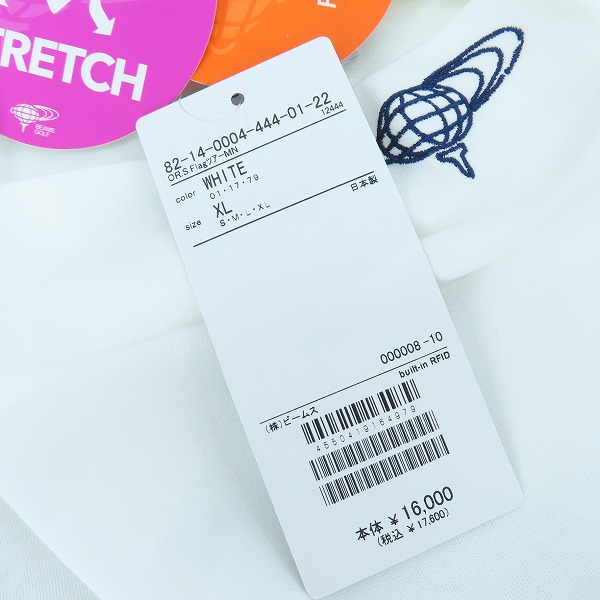 STRETCH
BEAMS
GOLF
82-14-0004-444-01-22
O.R.S.Flagツアー-MN
12444
color WHITE
01・17・79
size XL
S・M・L・XL
日本製
000008-10
built-in RFID
(株)ビームス
4550419164979
本体 ¥ 16,000
(税込 ¥ 17,600)